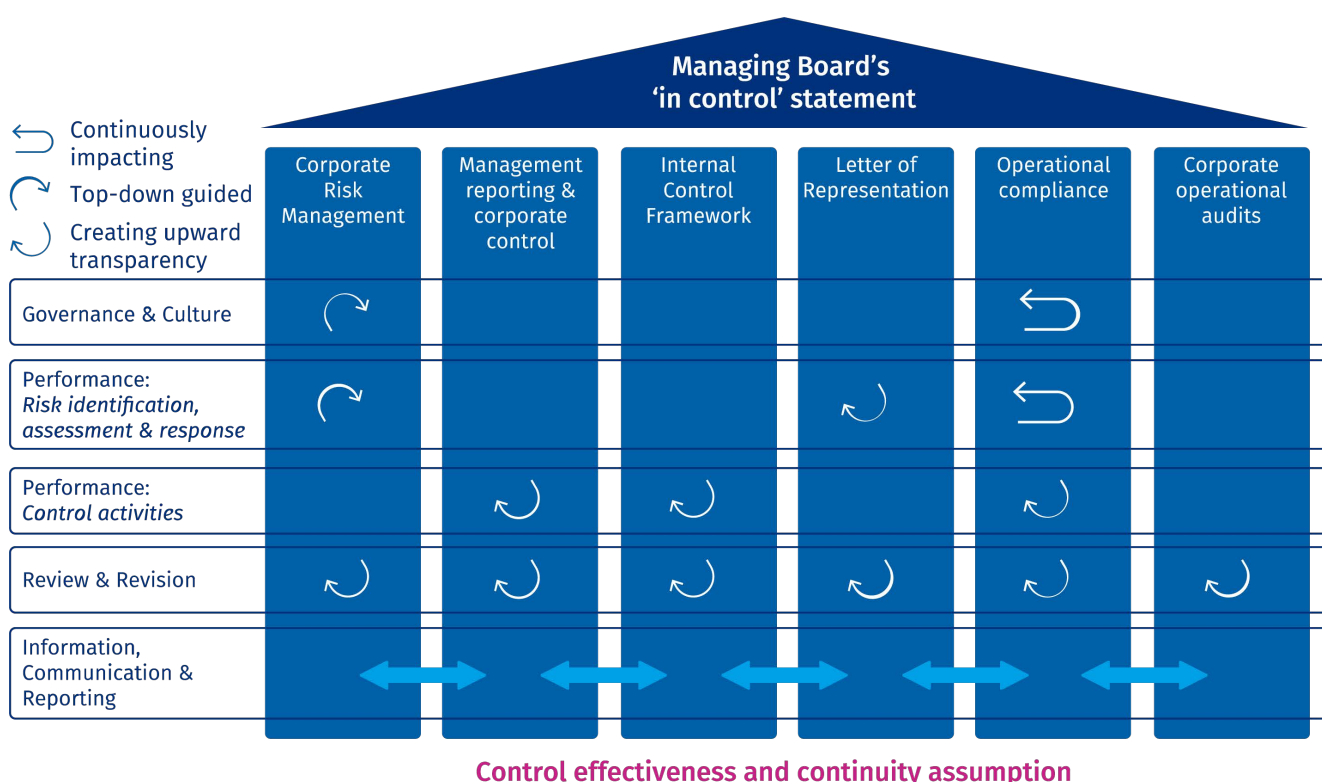 Managing Board's
'in control' statement
Continuously
impacting
Top-down guided
Creating upward
transparency
Corporate
Risk
Management
Management
reporting &
corporate
control
Internal
Control
Framework
Letter of
Representation
Operational
compliance
Corporate
operational
audits
Governance & Culture
Performance:
Risk identification,
assessment & response
Performance:
Control activities
Review & Revision
Information,
Communication &
Reporting
Control effectiveness and continuity assumption